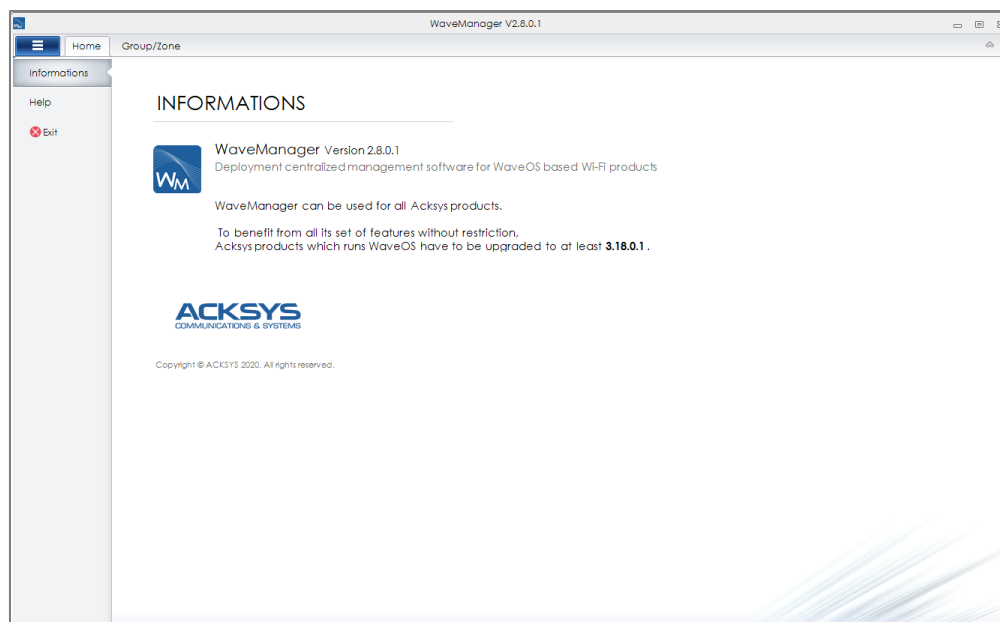 WM
WaveManager V2.8.0.1
Home
Group/Zone
Informations
Help
Exit
INFORMATIONS
WM
WaveManager Version 2.8.0.1
Deployment centralized management software for WaveOS based Wi-Fi products
WaveManager can be used for all Acksys products.
To benefit from all its set of features without restriction,
Acksys products which runs WaveOS have to be upgraded to at least 3.18.0.1 .
ACKSYS
COMMUNICATIONS & SYSTEMS
Copyright © ACKSYS 2020. All rights reserved.